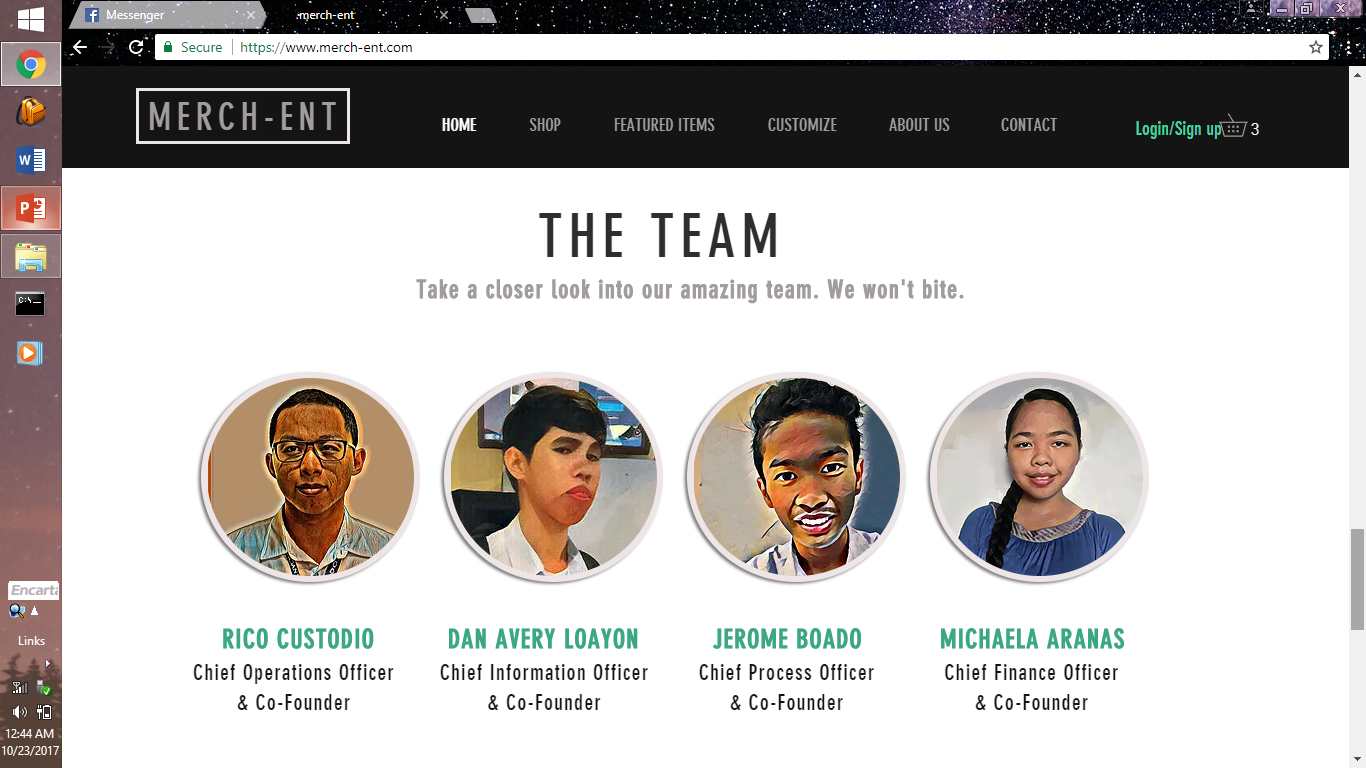 Messenger
merch-ent
Secure
https://www.merch-ent.com
MERCH-ENT
HOME
SHOP
FEATURED ITEMS
CUSTOMIZE
ABOUT US
CONTACT
Login/Sign up
3
THE TEAM
Take a closer look into our amazing team. We won't bite.
RICO CUSTODIO
Chief Operations Officer
& Co-Founder
DAN AVERY LOAYON
Chief Information Officer
& Co-Founder
JEROME BOADO
Chief Process Officer
& Co-Founder
MICHAELA ARANAS
Chief Finance Officer
& Co-Founder
Encarta
Links
12:44 AM
10/23/2017